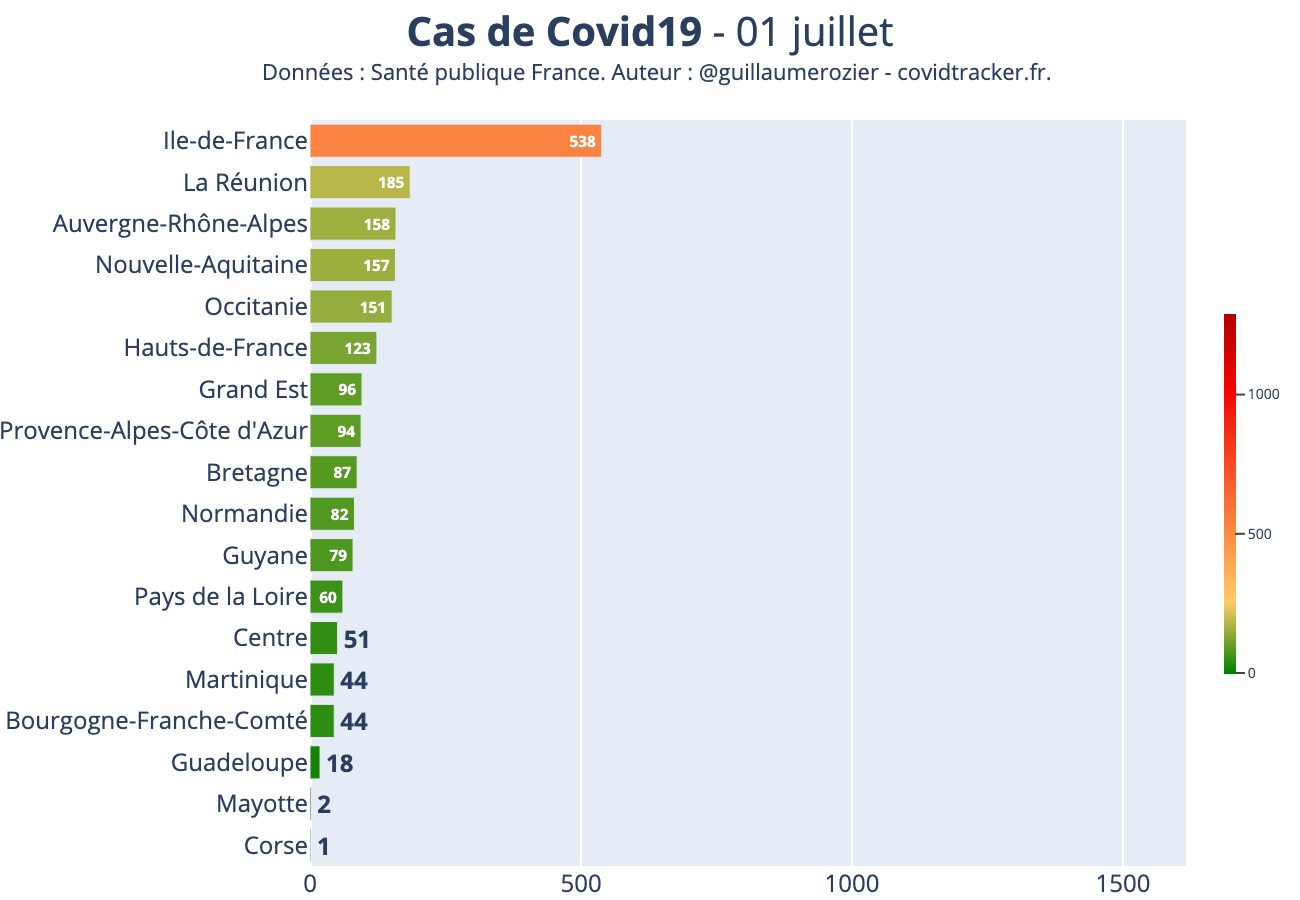 Cas de Covid19 - 01 juillet
Données : Santé publique France. Auteur : @guillaumerozier - covidtracker.fr.
Ile-de-France 538
La Réunion 185
Auvergne-Rhône-Alpes 158
Nouvelle-Aquitaine 157
Occitanie 151
Hauts-de-France 123
Grand Est 96
Provence-Alpes-Côte d'Azur 94
Bretagne 87
Normandie 82
Guyane 79
Pays de la Loire 60
Centre 51
Martinique 44
Bourgogne-Franche-Comté 44
Guadeloupe 18
Mayotte 2
Corse 1
0 500 1000 1500
1000
500
0